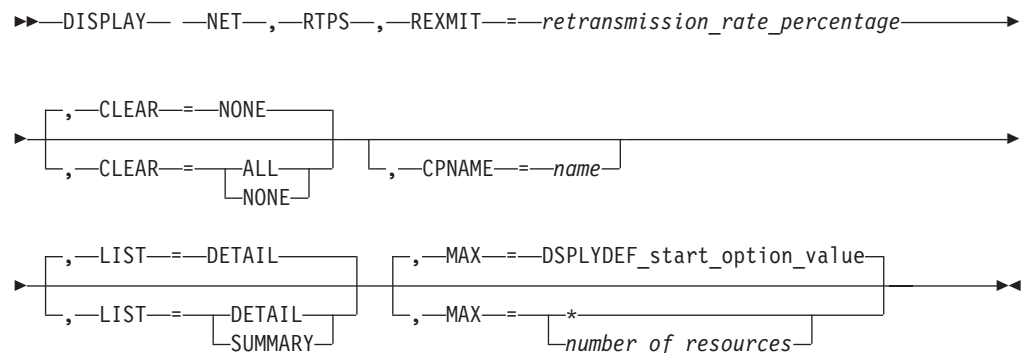 DISPLAY NET , RTPS , REXMIT = retransmission_rate_percentage
, CLEAR = NONE
, CLEAR = ALL , CPNAME = name
NONE
, LIST = DETAIL , MAX = DSPLYDEF_start_option_value
, LIST = DETAIL , MAX = *
SUMMARY number of resources